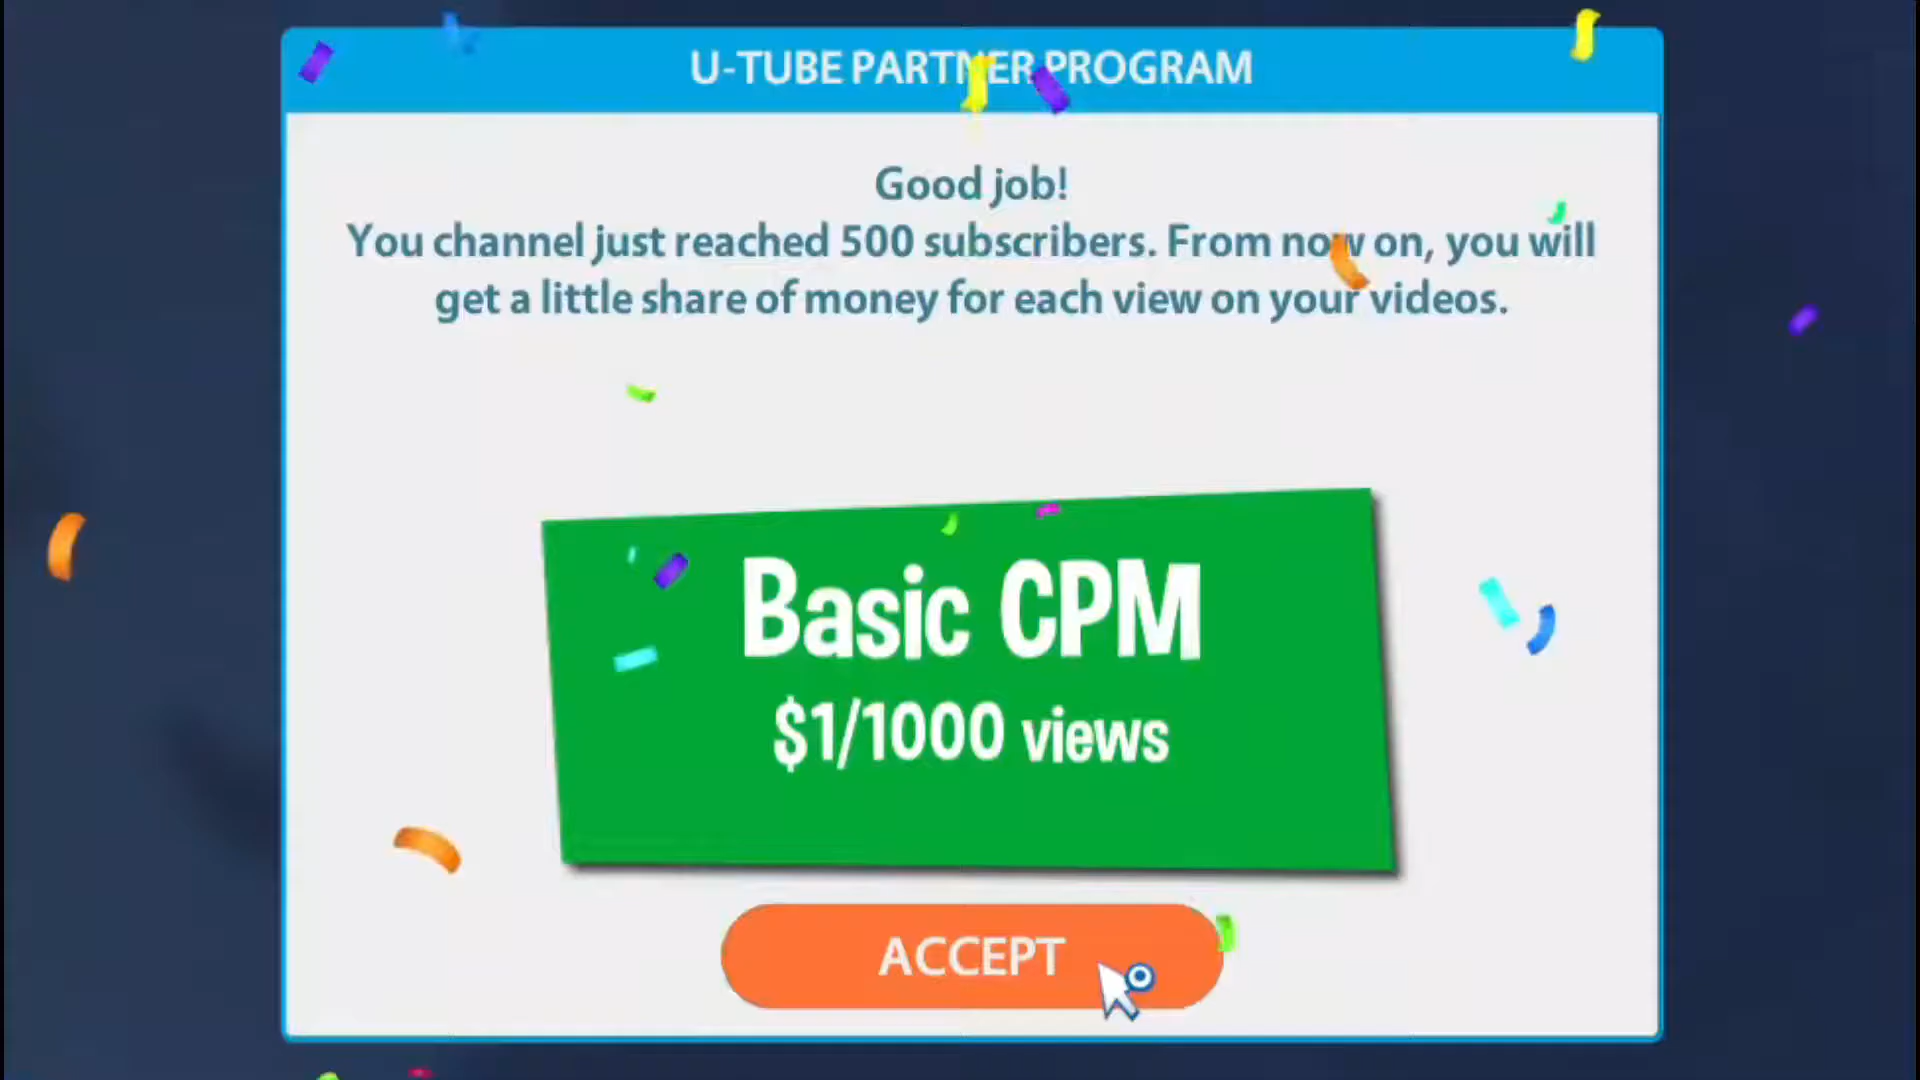 U-TUBE PARTNER PROGRAM
Good job!
You channel just reached 500 subscribers. From now on, you will
get a little share of money for each view on your videos.
Basic CPM
$1/1000 views
ACCEPT